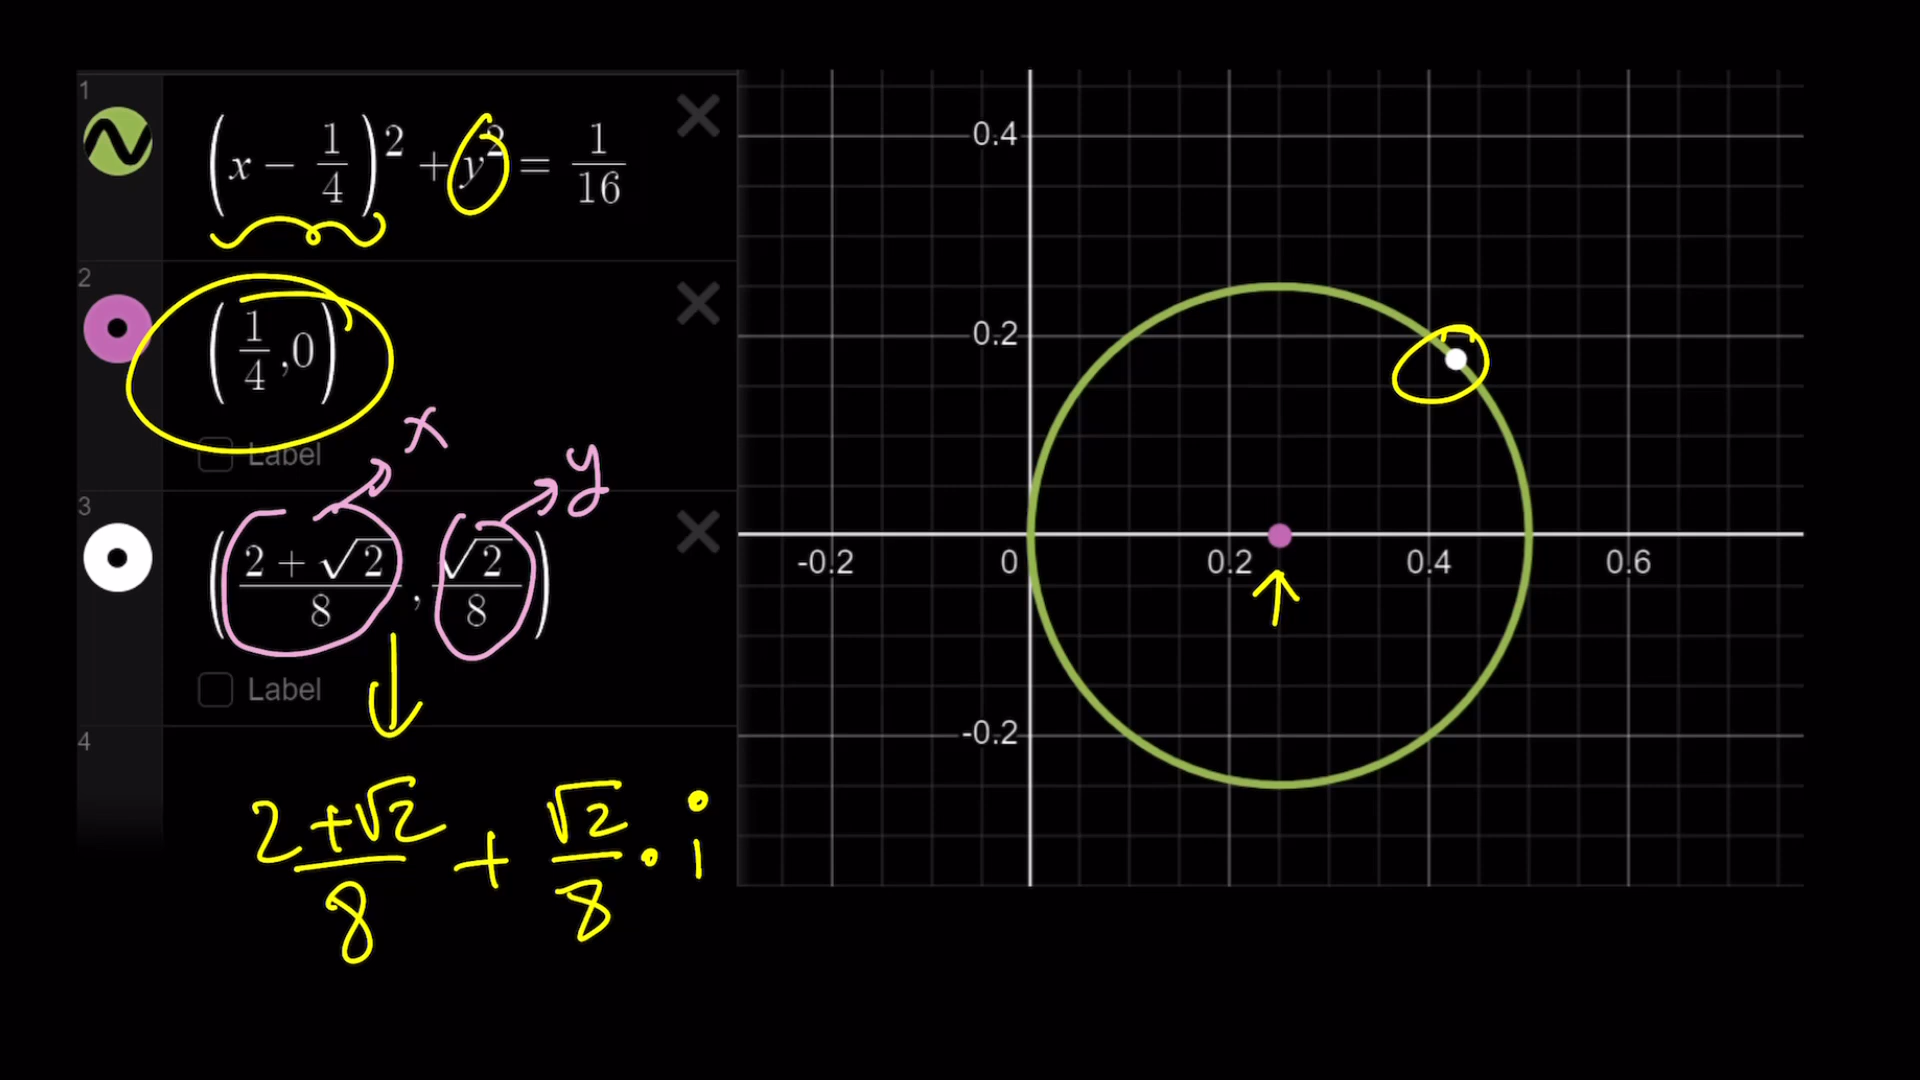 1
(x − 1/4)² + y² = 1/16
2
(1/4, 0)
Label
x
y
3
((2 + √2)/8, √2/8)
Label
4
(2+√2)/8 + √2/8 · i
0.4
0.2
-0.2 0 0.2 0.4 0.6
-0.2